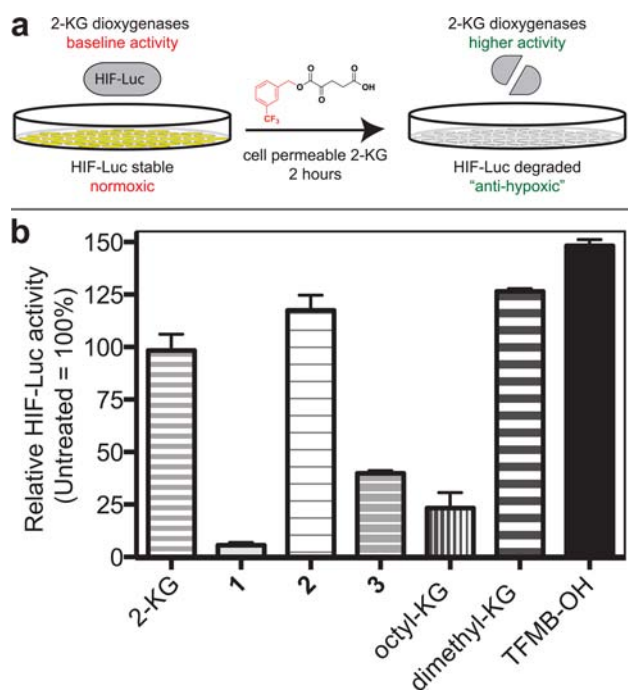 a
2-KG dioxygenases
baseline activity
HIF-Luc
HIF-Luc stable
normoxic
O
O
O
O
OH
CF₃
cell permeable 2-KG
2 hours
2-KG dioxygenases
higher activity
HIF-Luc degraded
“anti-hypoxic”
b
Relative HIF-Luc activity
(Untreated = 100%)
150
125
100
75
50
25
0
2-KG
1
2
3
octyl-KG
dimethyl-KG
TFMB-OH